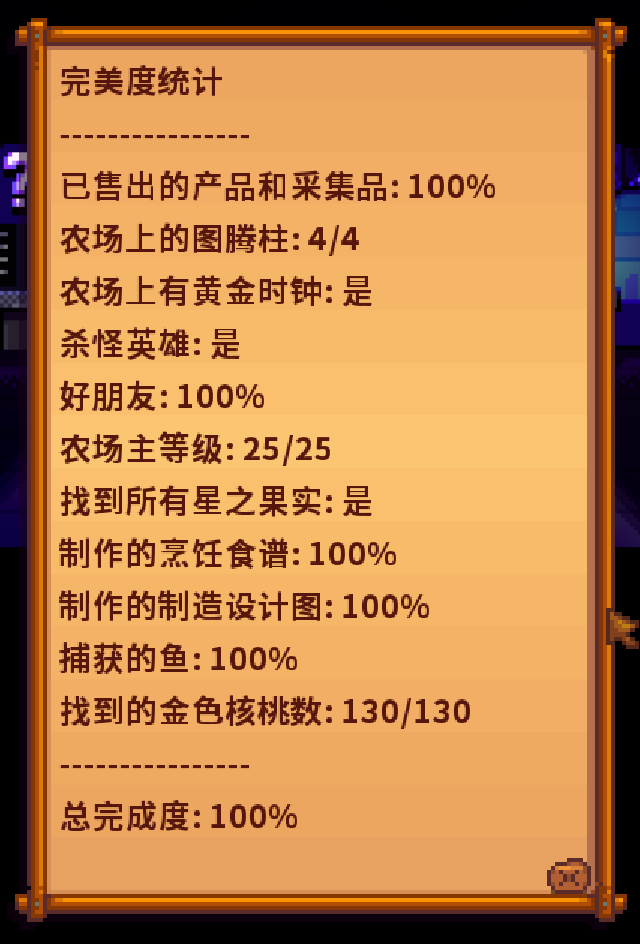 完美度统计
----------------
已售出的产品和采集品: 100%
农场上的图腾柱: 4/4
农场上有黄金时钟: 是
杀怪英雄: 是
好朋友: 100%
农场主等级: 25/25
找到所有星之果实: 是
制作的烹饪食谱: 100%
制作的制造设计图: 100%
捕获的鱼: 100%
找到的金色核桃数: 130/130
----------------
总完成度: 100%